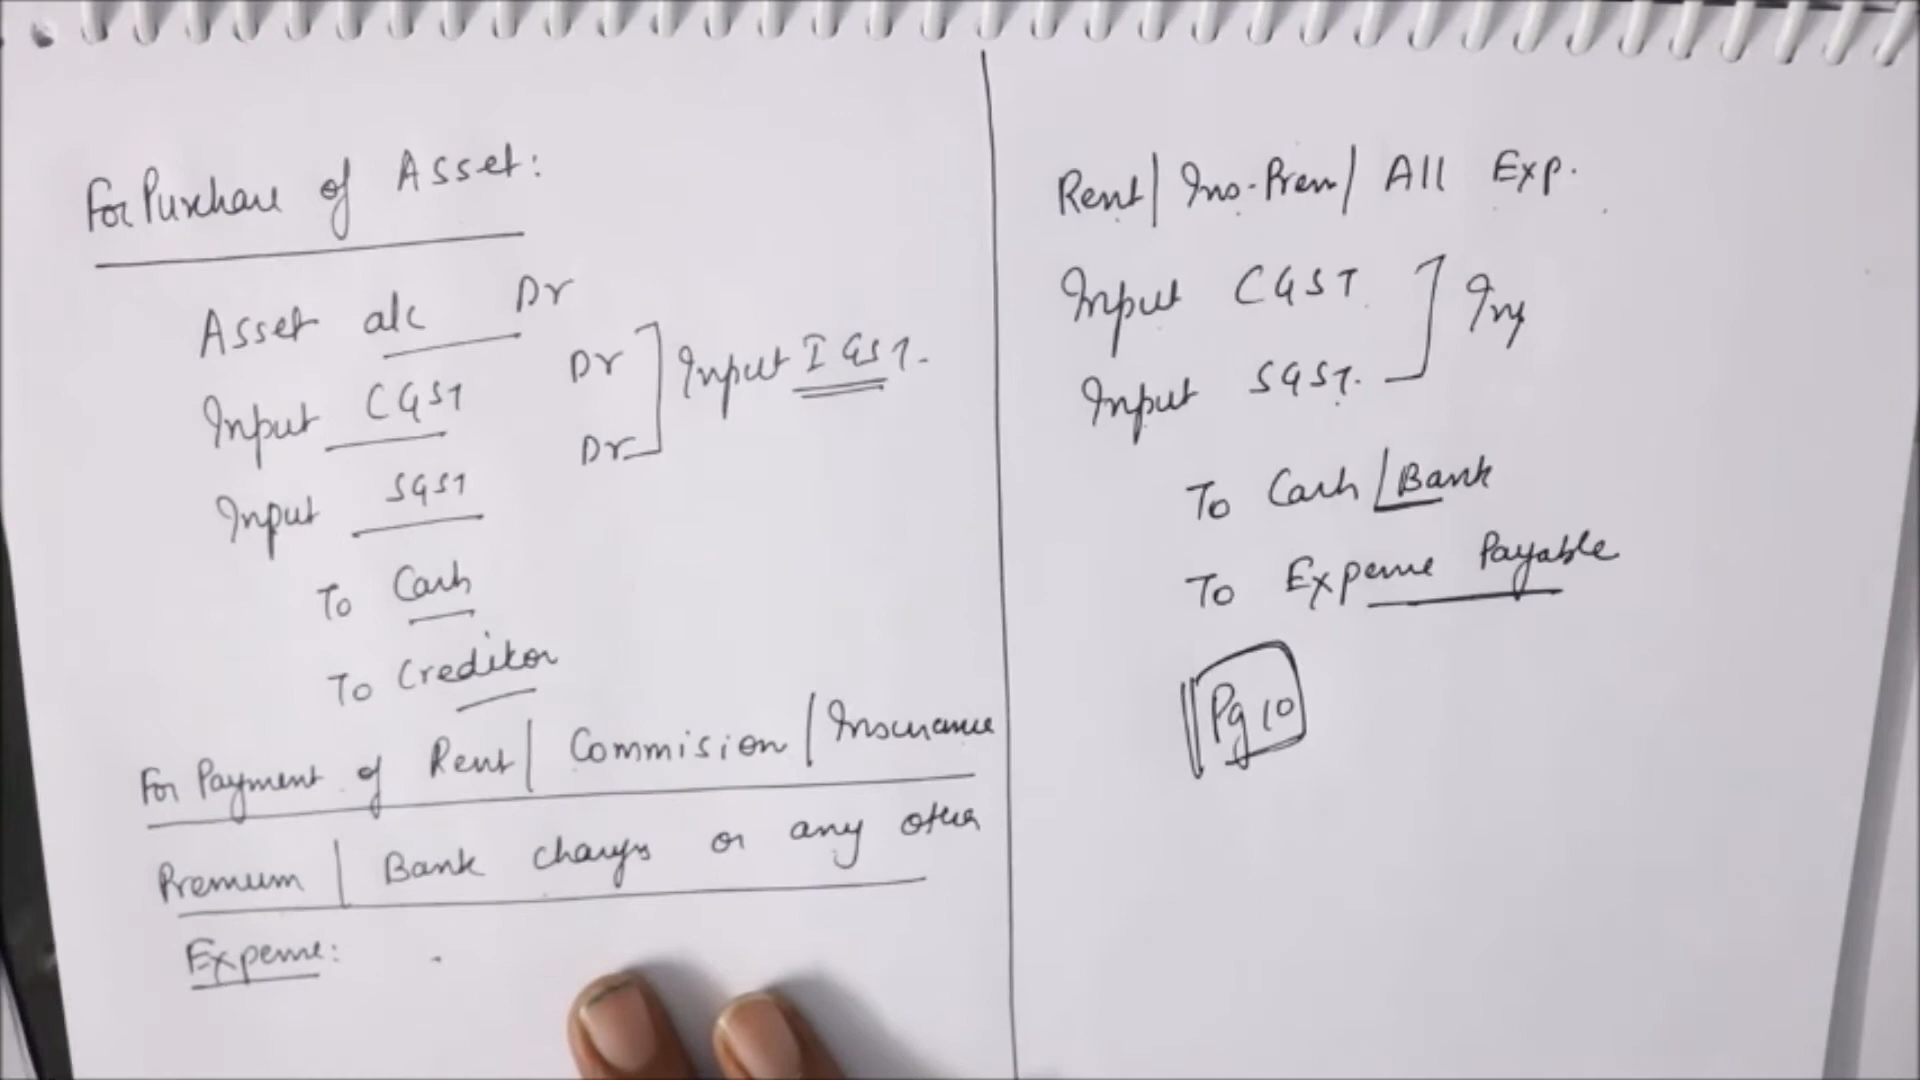 For Purchase of Asset:
Asset a/c Dr
Input CGST Dr
Input SGST Dr
Input IGST.
To Cash
To Creditor
For Payment of Rent / Commision / Insurance
Premium / Bank charges or any other
Expense:
Rent / Ins. Prem / All Exp.
Input CGST
Input SGST.
To Cash / Bank
To Expense Payable
Pg 10